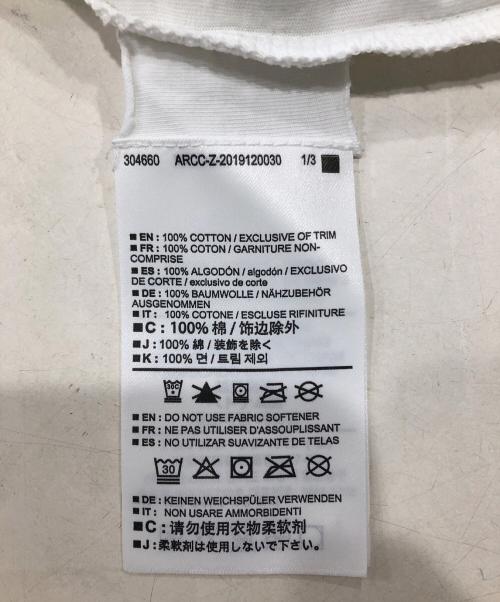 304660 ARCC-Z-2019120030 1/3
EN : 100% COTTON / EXCLUSIVE OF TRIM
FR : 100% COTON / GARNITURE NON-
COMPRISE
ES : 100% ALGODÓN / algodón / EXCLUSIVO
DE CORTE / exclusivo de corte
DE : 100% BAUMWOLLE / NÄHZUBEHÖR
AUSGENOMMEN
IT : 100% COTONE / ESCLUSE RIFINITURE
C : 100% 棉 / 饰边除外
J : 100% 綿 / 装飾を除く
K : 100% 면 / 트림 제외
30C
EN : DO NOT USE FABRIC SOFTENER
FR : NE PAS UTILISER D'ASSOUPLISSANT
ES : NO UTILIZAR SUAVIZANTE DE TELAS
30
DE : KEINEN WEICHSPÜLER VERWENDEN
IT : NON USARE AMMORBIDENTI
C : 请勿使用衣物柔软剂
J : 柔軟剤は使用しないで下さい。